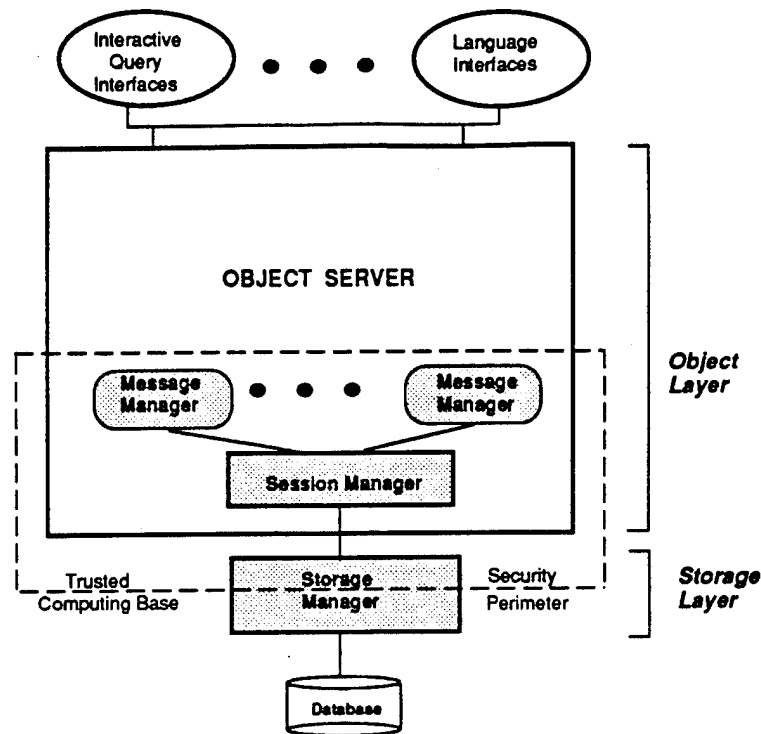 Interactive
Query
Interfaces
Language
Interfaces
OBJECT SERVER
Message
Manager
Message
Manager
Object
Layer
Session Manager
Trusted
Computing Base
Storage
Manager
Security
Perimeter
Storage
Layer
Database